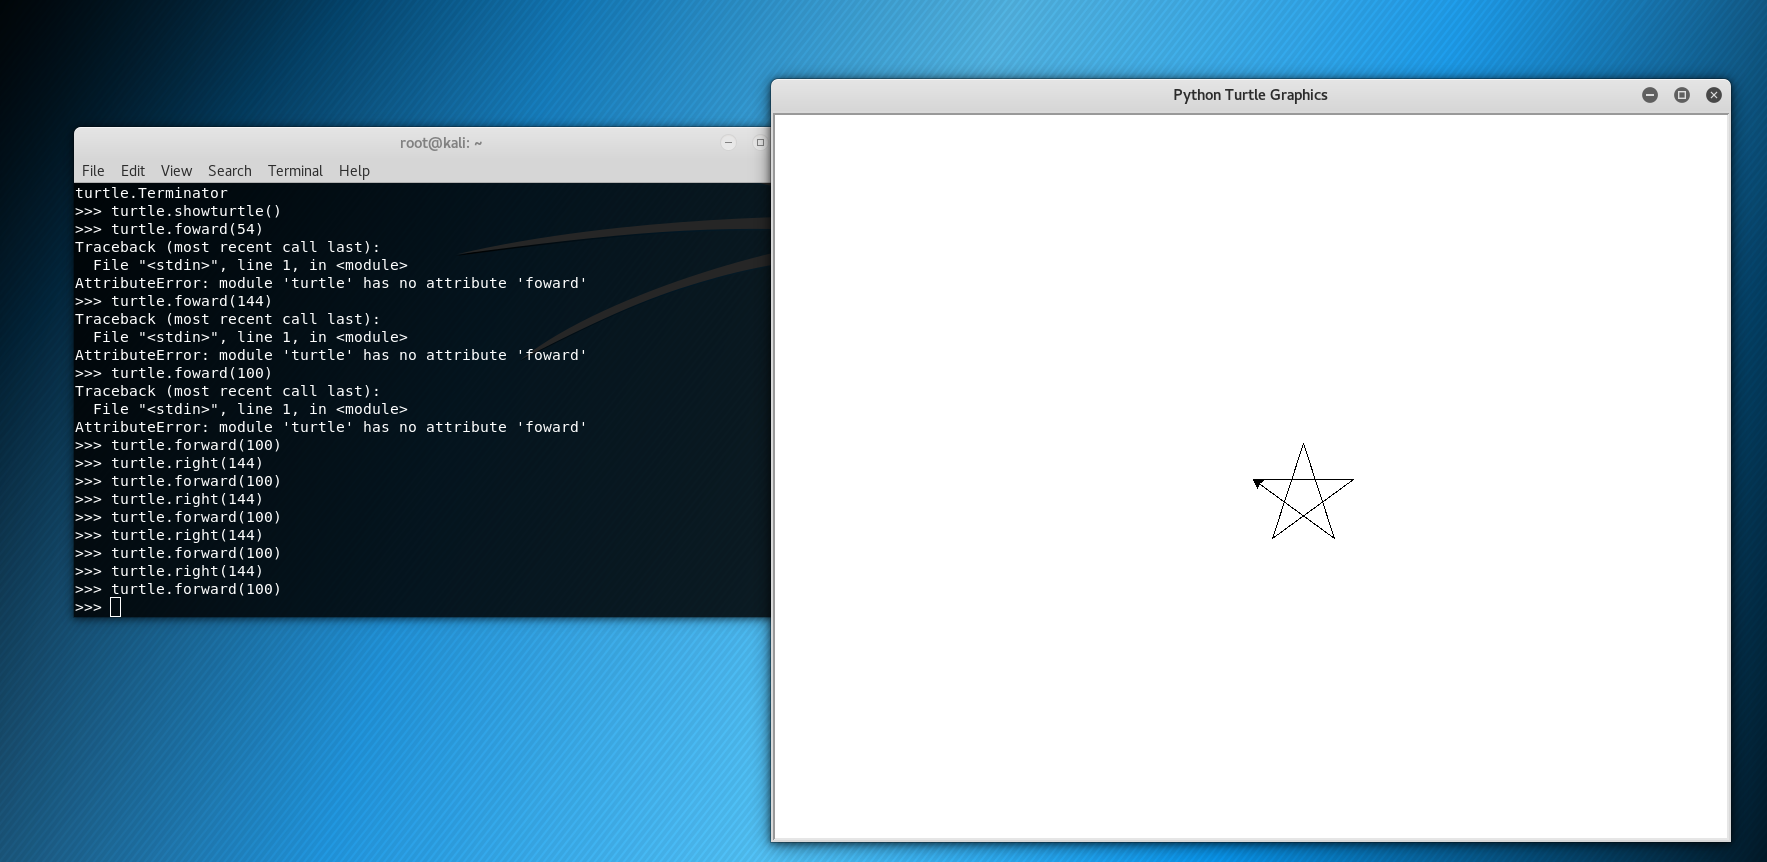 root@kali: ~
File Edit View Search Terminal Help
turtle.Terminator
>>> turtle.showturtle()
>>> turtle.foward(54)
Traceback (most recent call last):
  File "<stdin>", line 1, in <module>
AttributeError: module 'turtle' has no attribute 'foward'
>>> turtle.foward(144)
Traceback (most recent call last):
  File "<stdin>", line 1, in <module>
AttributeError: module 'turtle' has no attribute 'foward'
>>> turtle.foward(100)
Traceback (most recent call last):
  File "<stdin>", line 1, in <module>
AttributeError: module 'turtle' has no attribute 'foward'
>>> turtle.forward(100)
>>> turtle.right(144)
>>> turtle.forward(100)
>>> turtle.right(144)
>>> turtle.forward(100)
>>> turtle.right(144)
>>> turtle.forward(100)
>>> turtle.right(144)
>>> turtle.forward(100)
>>>
Python Turtle Graphics